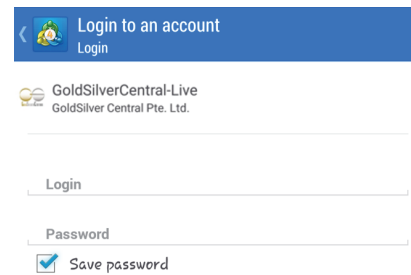 Login to an account
Login
GoldSilverCentral-Live
GoldSilver Central Pte. Ltd.
Login
Password
Save password